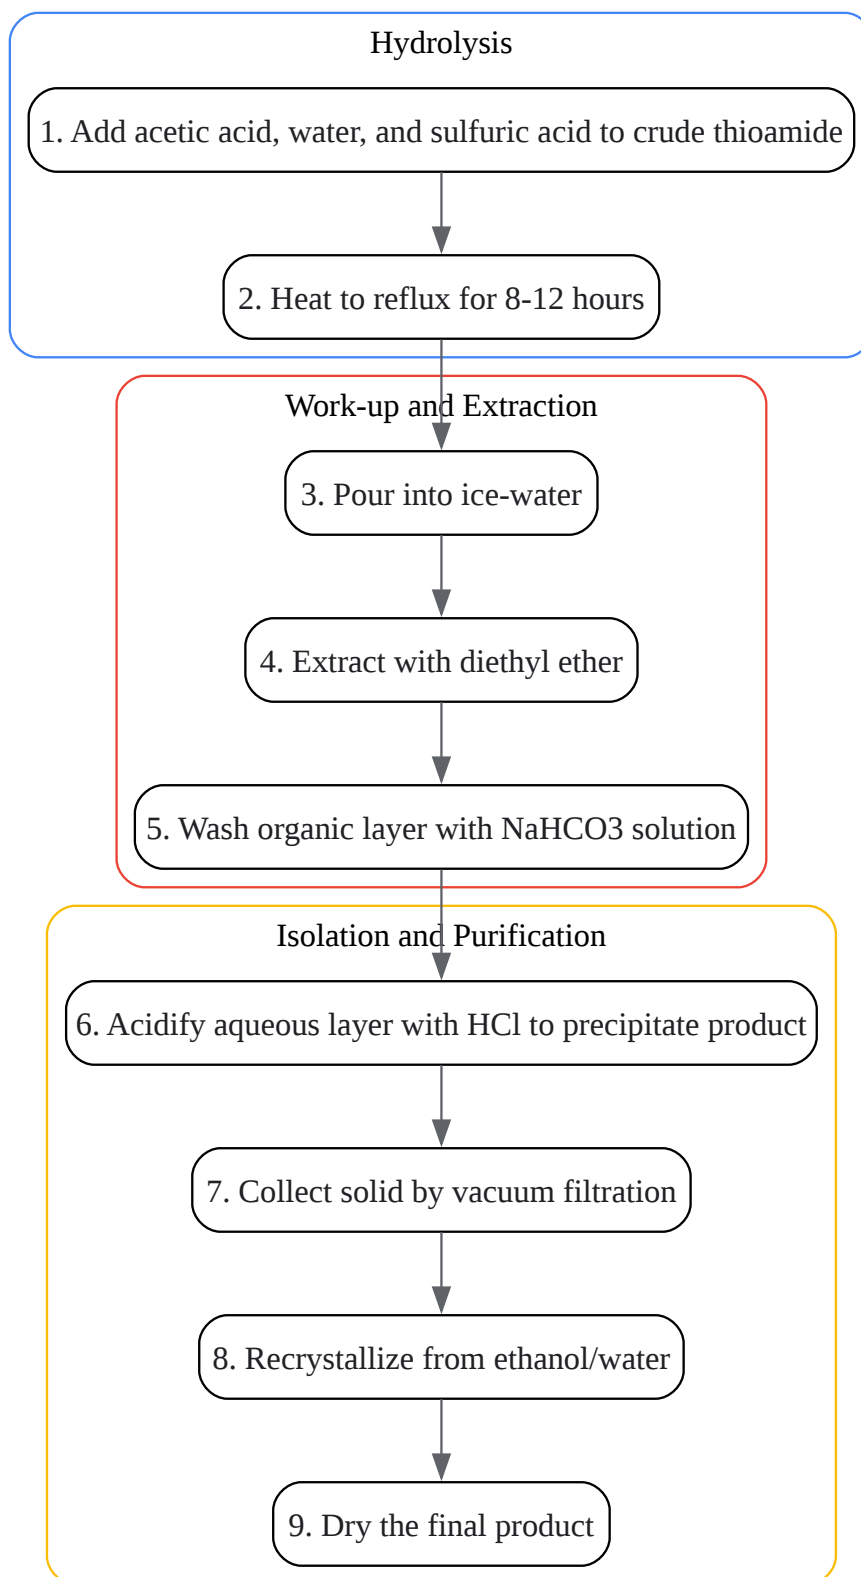 Hydrolysis
1. Add acetic acid, water, and sulfuric acid to crude thioamide
2. Heat to reflux for 8-12 hours
Work-up and Extraction
3. Pour into ice-water
4. Extract with diethyl ether
5. Wash organic layer with NaHCO3 solution
Isolation and Purification
6. Acidify aqueous layer with HCl to precipitate product
7. Collect solid by vacuum filtration
8. Recrystallize from ethanol/water
9. Dry the final product